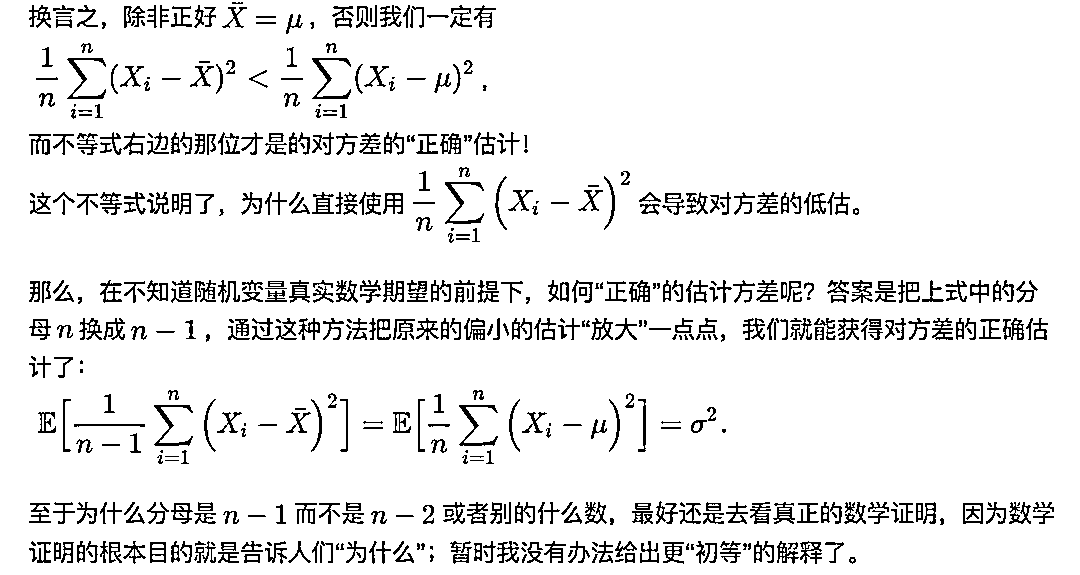 换言之，除非正好 $\bar{X} = \mu$ ，否则我们一定有
$\frac{1}{n}\sum_{i=1}^{n}(X_i - \bar{X})^2 < \frac{1}{n}\sum_{i=1}^{n}(X_i - \mu)^2$ ，
而不等式右边的那位才是的对方差的“正确”估计！
这个不等式说明了，为什么直接使用 $\frac{1}{n}\sum_{i=1}^{n}\left(X_i - \bar{X}\right)^2$ 会导致对方差的低估。
那么，在不知道随机变量真实数学期望的前提下，如何“正确”的估计方差呢？答案是把上式中的分
母 $n$ 换成 $n-1$ ，通过这种方法把原来的偏小的估计“放大”一点点，我们就能获得对方差的正确估
计了：
$\mathbb{E}\left[\frac{1}{n-1}\sum_{i=1}^{n}\left(X_i - \bar{X}\right)^2\right] = \mathbb{E}\left[\frac{1}{n}\sum_{i=1}^{n}\left(X_i - \mu\right)^2\right] = \sigma^2.$
至于为什么分母是 $n-1$ 而不是 $n-2$ 或者别的什么数，最好还是去看真正的数学证明，因为数学
证明的根本目的就是告诉人们“为什么”；暂时我没有办法给出更“初等”的解释了。